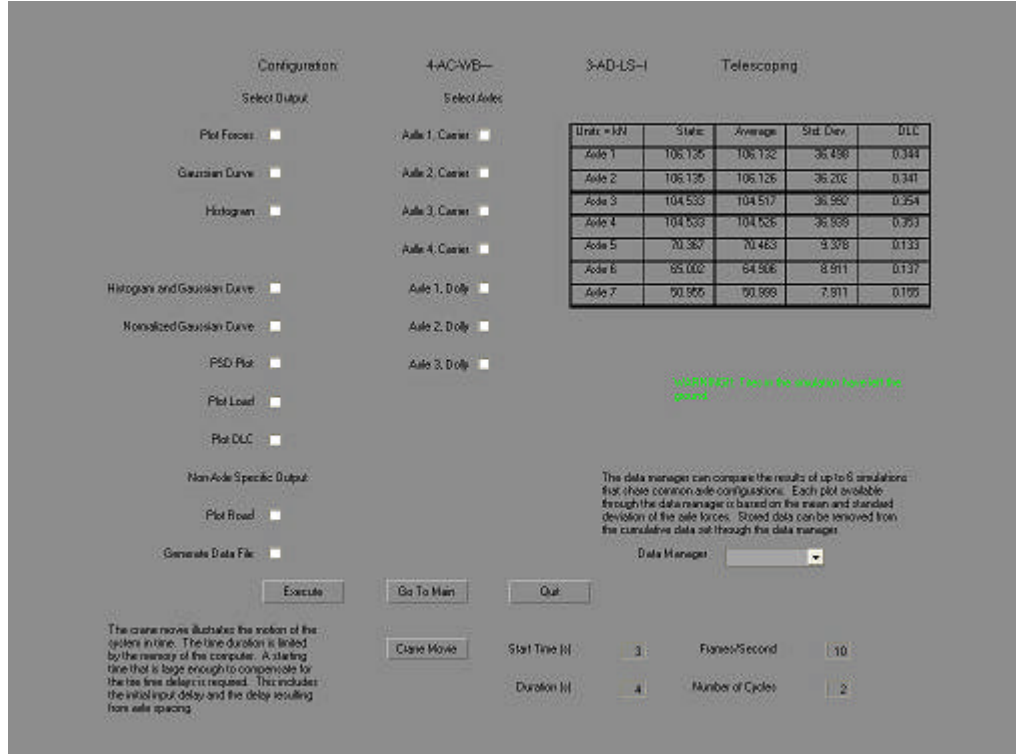 Configuration: 4-AC-WB--- 3-AD-LS--I Telescoping
Select Output Select Axles
Plot Forces Axle 1, Carrier
Gaussian Curve Axle 2, Carrier
Histogram Axle 3, Carrier
Axle 4, Carrier
Histogram and Gaussian Curve Axle 1, Dolly
Normalized Gaussian Curve Axle 2, Dolly
PSD Plot Axle 3, Dolly
Plot Load
Plot DLC
Non-Axle Specific Output
Plot Road
Generate Data File
Units = kN Static Average Std. Dev. DLC
Axle 1 106.135 106.132 36.498 0.344
Axle 2 106.135 106.126 36.202 0.341
Axle 3 104.533 104.517 36.992 0.354
Axle 4 104.533 104.526 36.939 0.353
Axle 5 70.367 70.463 9.378 0.133
Axle 6 65.002 64.906 8.911 0.137
Axle 7 50.955 50.999 7.911 0.155
WARNING: Tires in the simulation have left the
ground.
The data manager can compare the results of up to 6 simulations
that share common axle configurations. Each plot available
through the data manager is based on the mean and standard
deviation of the axle forces. Stored data can be removed from
the cumulative data set through the data manager.
Data Manager
Execute Go To Main Quit
The crane movie illustrates the motion of the
system in time. The time duration is limited
by the memory of the computer. A starting
time that is large enough to compensate for
the tire time delays is required. This includes
the initial input delay and the delay resulting
from axle spacing.
Crane Movie Start Time (s) 3 Frames/Second 10
Duration (s) 4 Number of Cycles 2